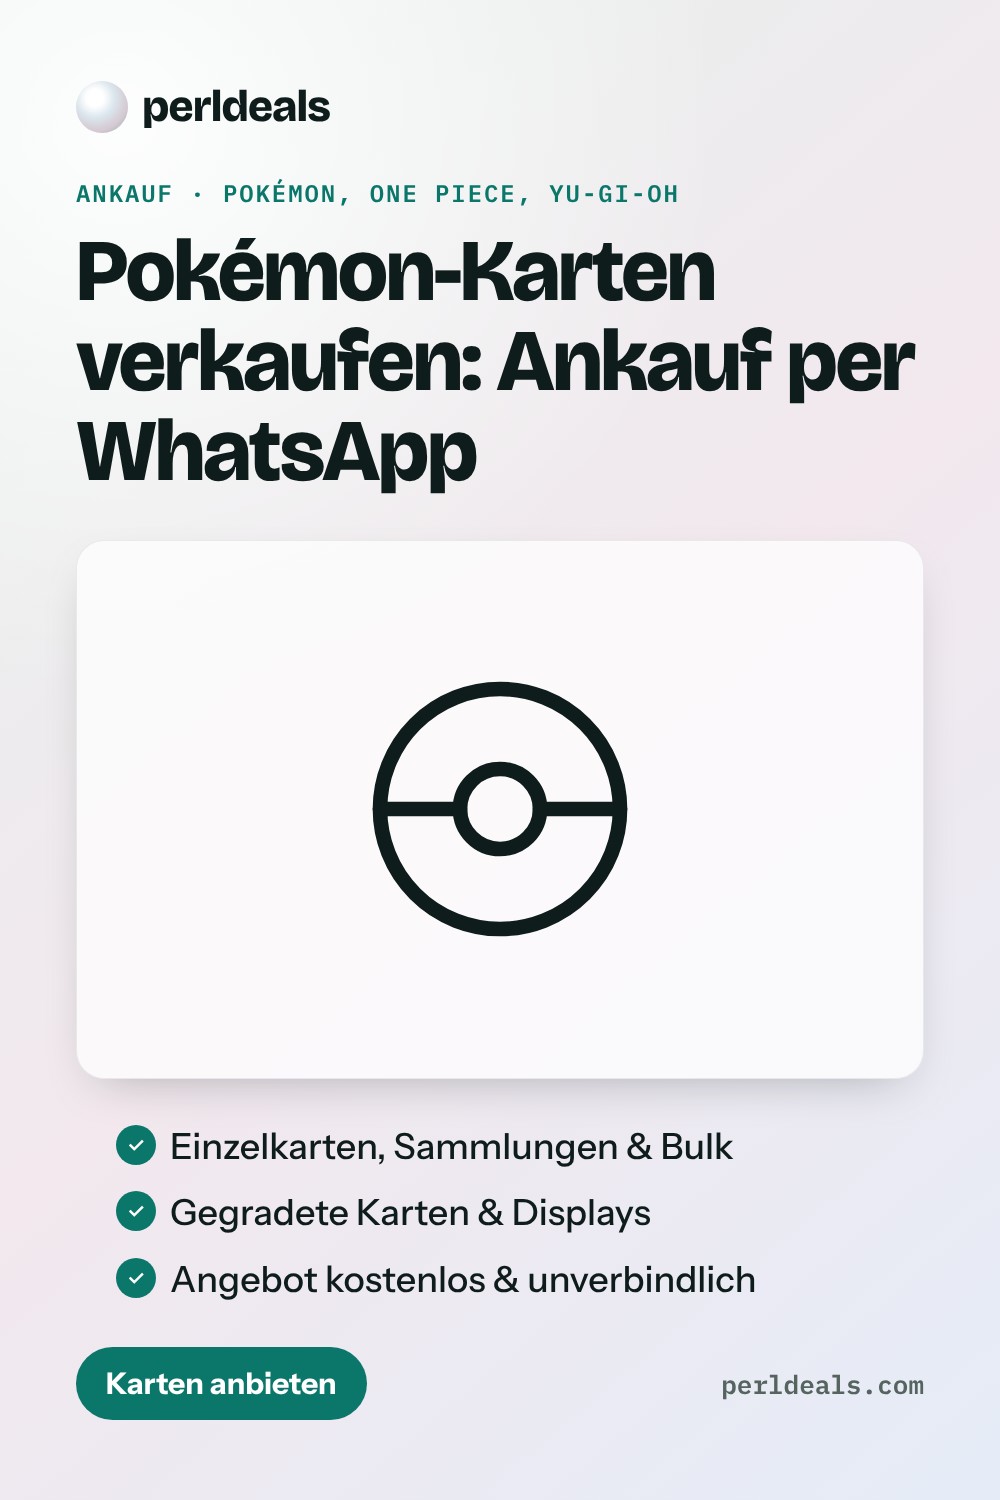 perldeals
ANKAUF · POKÉMON, ONE PIECE, YU-GI-OH
Pokémon-Karten
verkaufen: Ankauf per
WhatsApp
Einzelkarten, Sammlungen & Bulk
Gegradete Karten & Displays
Angebot kostenlos & unverbindlich
Karten anbieten
perldeals.com